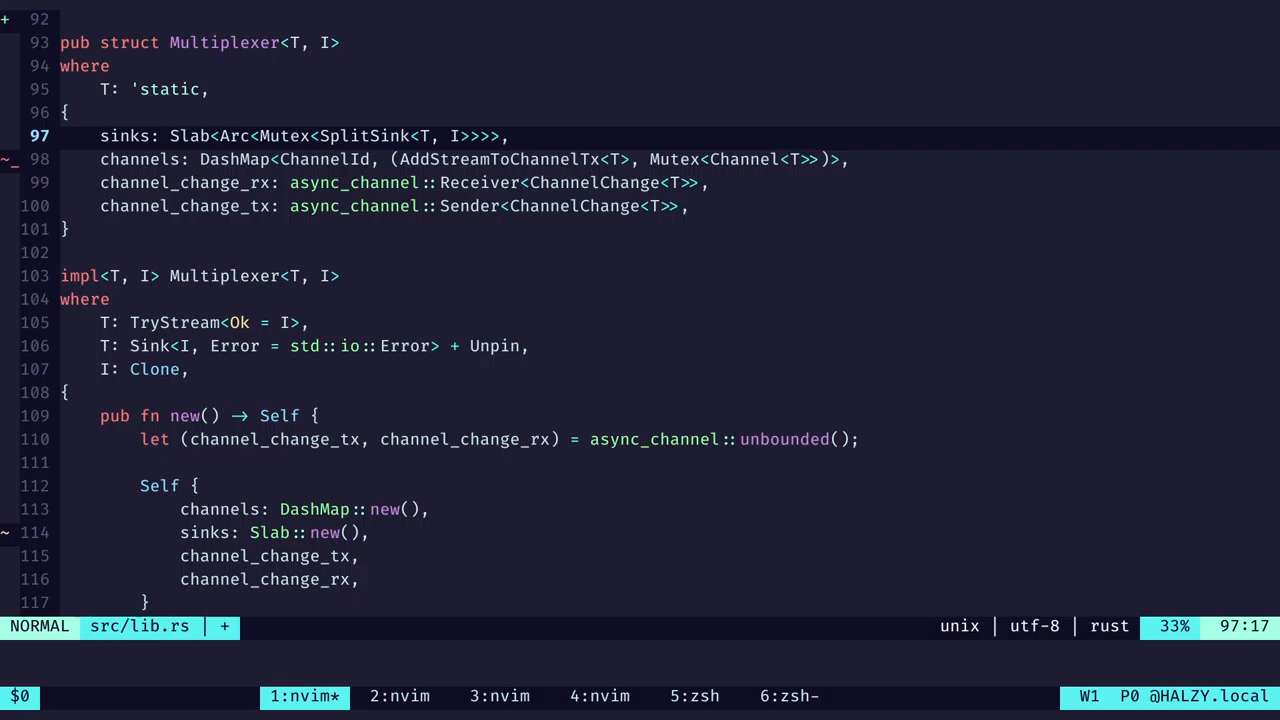 + 92
93 pub struct Multiplexer<T, I>
94 where
95     T: 'static,
96 {
97     sinks: Slab<Arc<Mutex<SplitSink<T, I>>>>,
~_ 98     channels: DashMap<ChannelId, (AddStreamToChannelTx<T>, Mutex<Channel<T>>)>,
99     channel_change_rx: async_channel::Receiver<ChannelChange<T>>,
100     channel_change_tx: async_channel::Sender<ChannelChange<T>>,
101 }
102
103 impl<T, I> Multiplexer<T, I>
104 where
105     T: TryStream<Ok = I>,
106     T: Sink<I, Error = std::io::Error> + Unpin,
107     I: Clone,
108 {
109     pub fn new() -> Self {
110         let (channel_change_tx, channel_change_rx) = async_channel::unbounded();
111
112         Self {
113             channels: DashMap::new(),
~ 114             sinks: Slab::new(),
115             channel_change_tx,
116             channel_change_rx,
117         }
NORMAL src/lib.rs | + unix | utf-8 | rust 33% 97:17
$0 1:nvim* 2:nvim 3:nvim 4:nvim 5:zsh 6:zsh- W1 P0 @HALZY.local